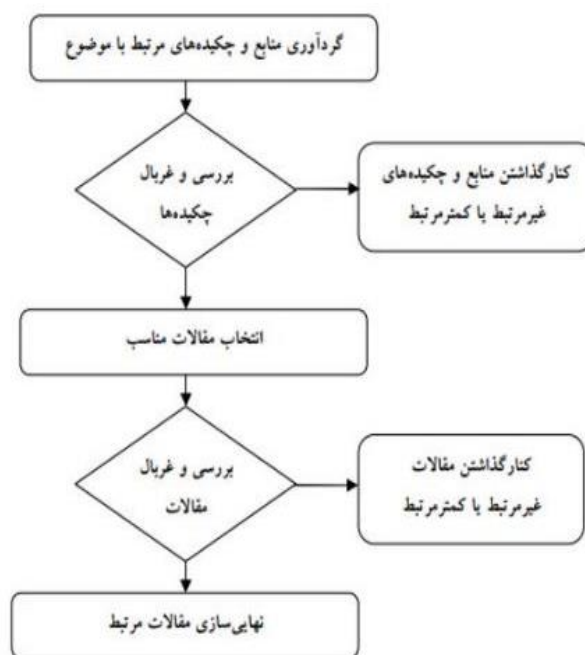 گردآوری منابع و چکیده‌های مرتبط با موضوع
بررسی و غربال
چکیده‌ها
کنارگذاشتن منابع و چکیده‌های
غیرمرتبط یا کمترمرتبط
انتخاب مقالات مناسب
بررسی و غربال
مقالات
کنارگذاشتن مقالات
غیرمرتبط یا کمترمرتبط
نهایی‌سازی مقالات مرتبط